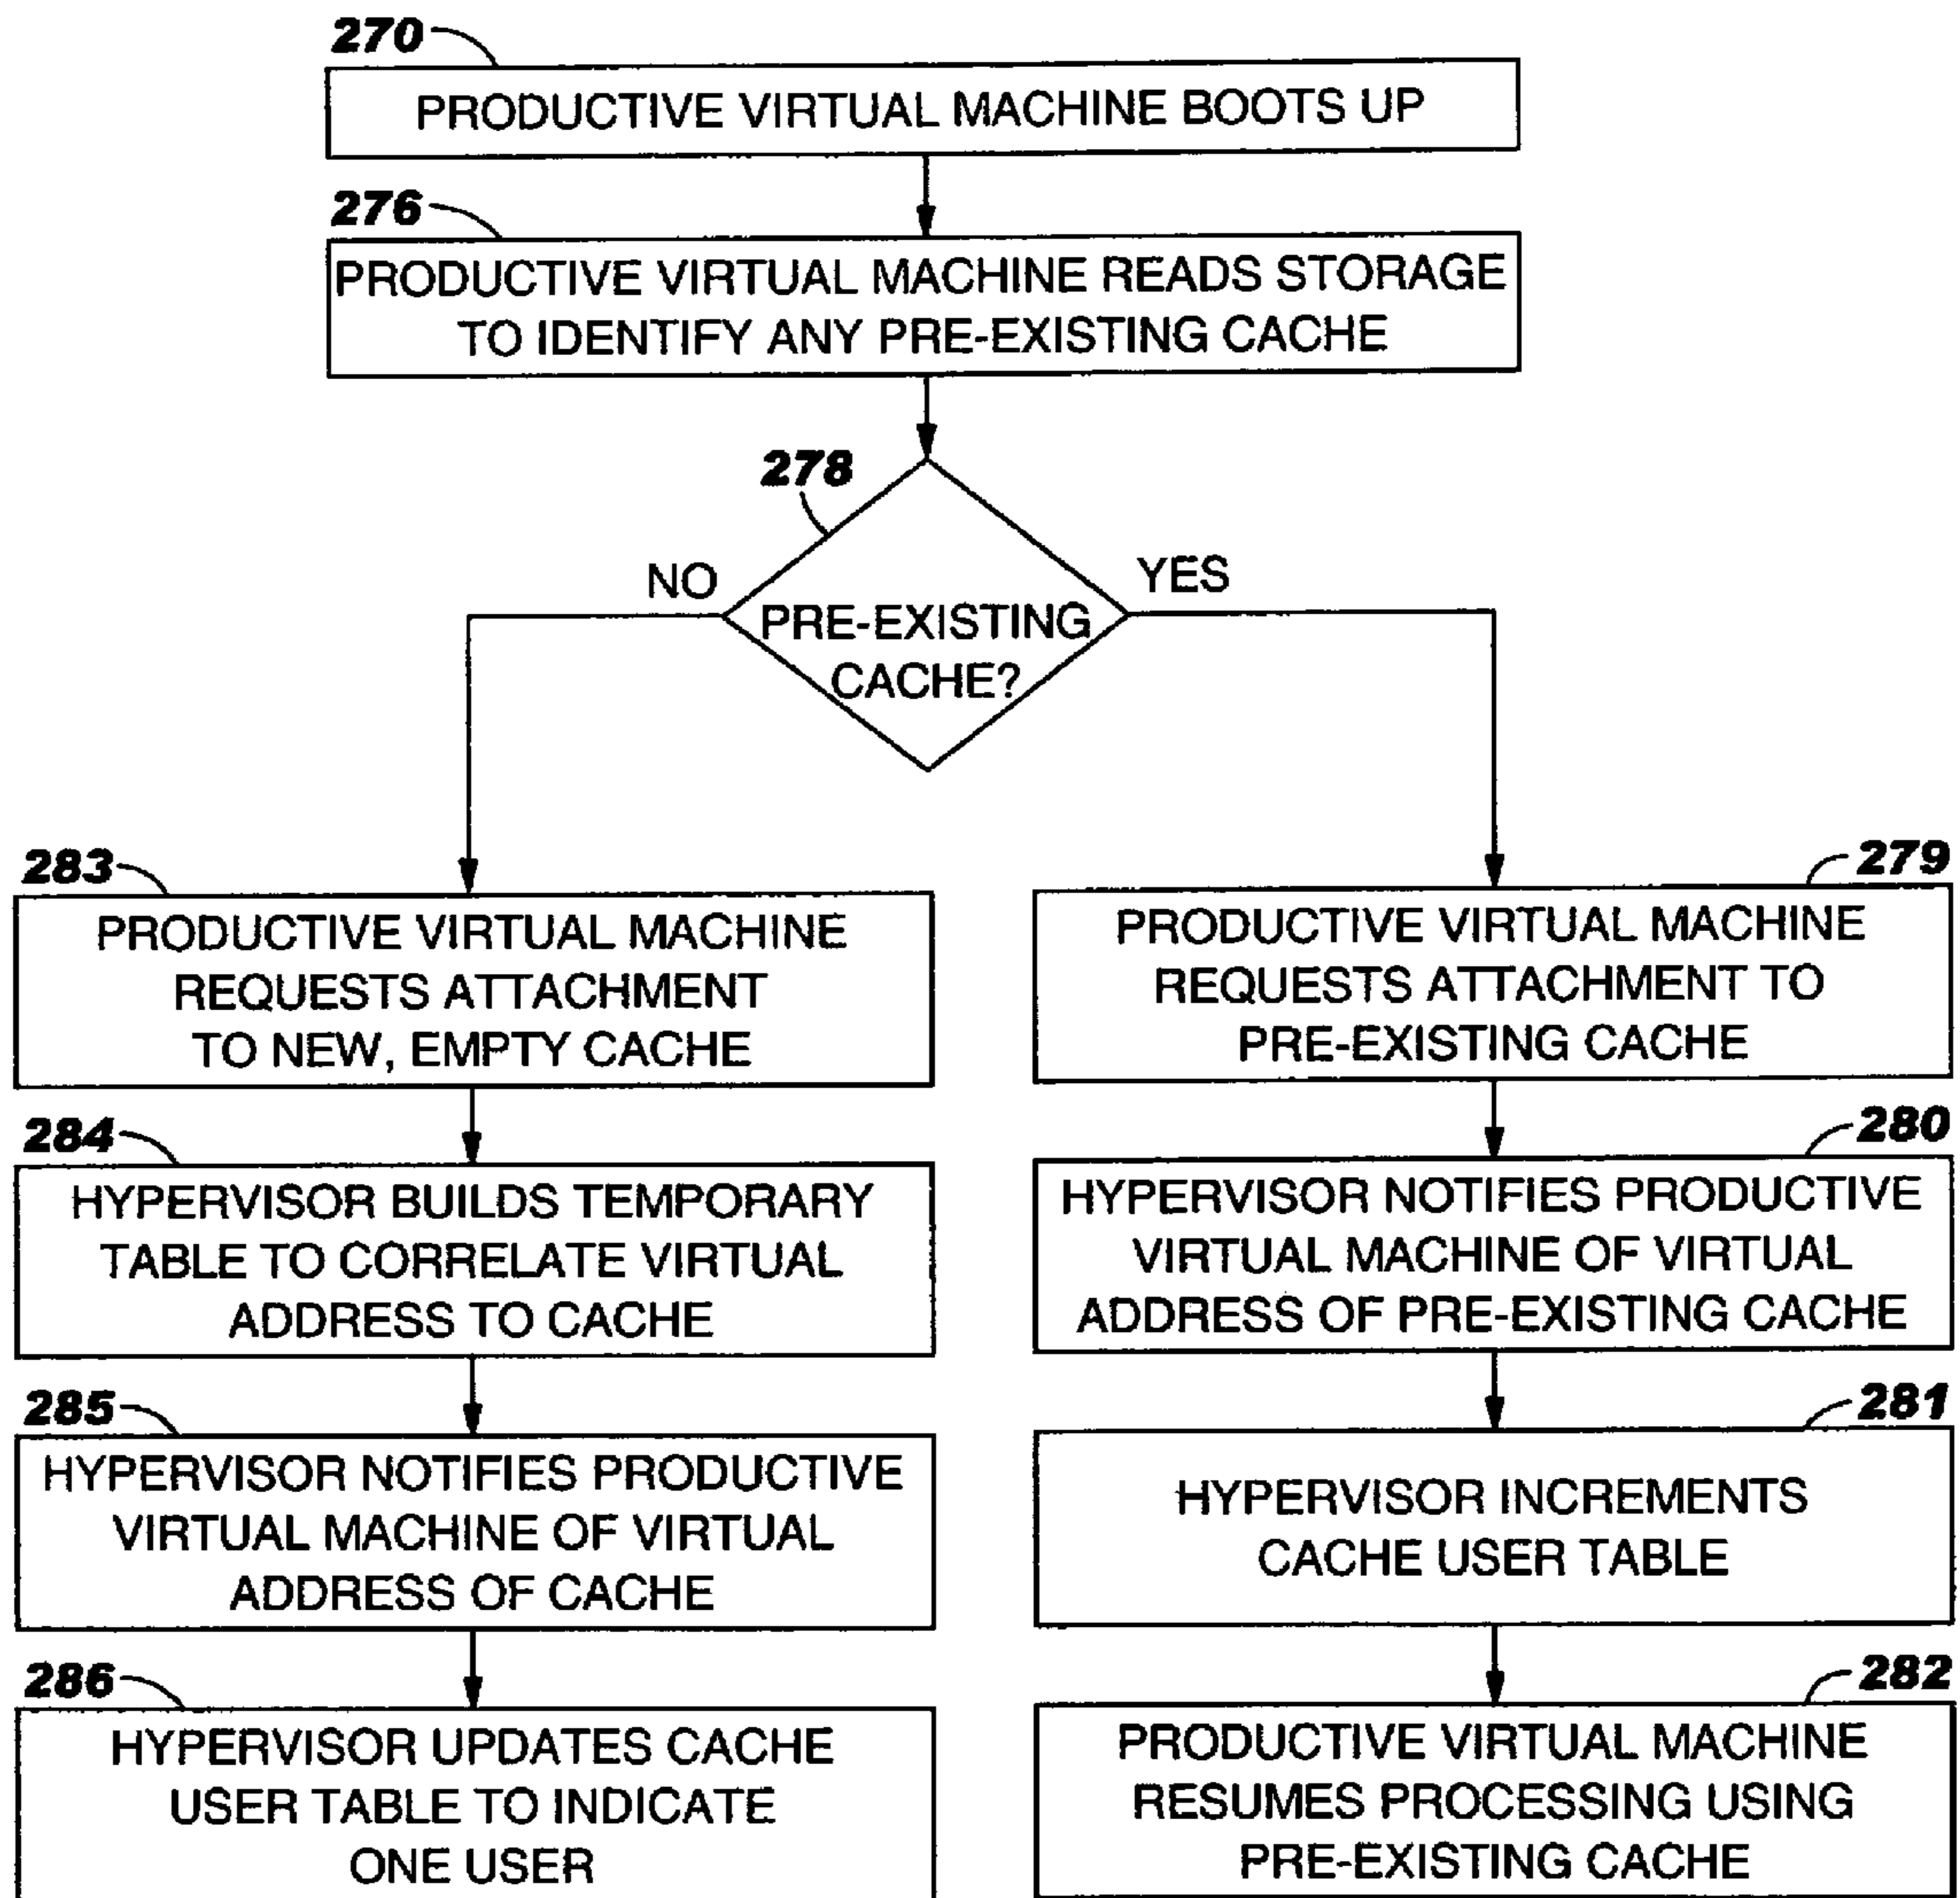 270
PRODUCTIVE VIRTUAL MACHINE BOOTS UP
276
PRODUCTIVE VIRTUAL MACHINE READS STORAGE
TO IDENTIFY ANY PRE-EXISTING CACHE
278
NO
YES
PRE-EXISTING
CACHE?
283
PRODUCTIVE VIRTUAL MACHINE
REQUESTS ATTACHMENT
TO NEW, EMPTY CACHE
284
HYPERVISOR BUILDS TEMPORARY
TABLE TO CORRELATE VIRTUAL
ADDRESS TO CACHE
285
HYPERVISOR NOTIFIES PRODUCTIVE
VIRTUAL MACHINE OF VIRTUAL
ADDRESS OF CACHE
286
HYPERVISOR UPDATES CACHE
USER TABLE TO INDICATE
ONE USER
279
PRODUCTIVE VIRTUAL MACHINE
REQUESTS ATTACHMENT TO
PRE-EXISTING CACHE
280
HYPERVISOR NOTIFIES PRODUCTIVE
VIRTUAL MACHINE OF VIRTUAL
ADDRESS OF PRE-EXISTING CACHE
281
HYPERVISOR INCREMENTS
CACHE USER TABLE
282
PRODUCTIVE VIRTUAL MACHINE
RESUMES PROCESSING USING
PRE-EXISTING CACHE